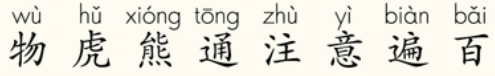 wù hǔ xióng tōng zhù yì biàn bǎi
物 虎 熊 通 注 意 遍 百